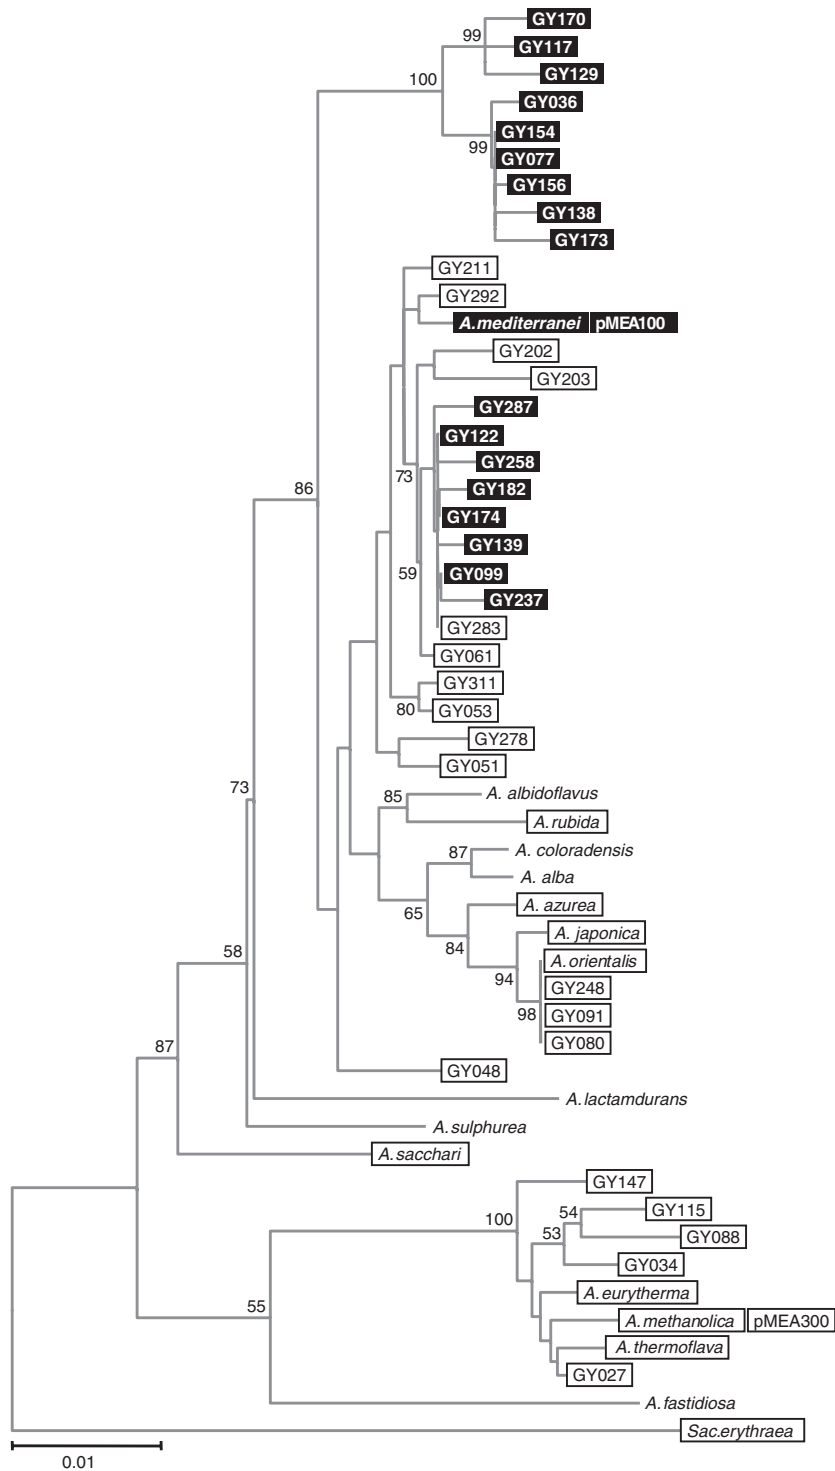 GY170
99
GY117
GY129
100
GY036
GY154
99
GY077
GY156
GY138
GY173
GY211
GY292
A.mediterranei pMEA100
GY202
GY203
GY287
GY122
GY258
73
86
GY182
GY174
GY139
59
GY099
GY237
GY283
GY061
GY311
80
GY053
GY278
GY051
73
85
A. albidoflavus
A.rubida
87
A. coloradensis
A. alba
65
A. azurea
A. japonica
84
58
A.orientalis
94
GY248
98
GY091
GY080
87
GY048
A.lactamdurans
A.sulphurea
A.sacchari
GY147
54
GY115
100
53
GY088
GY034
A. eurytherma
55
A.methanolica pMEA300
A.thermoflava
GY027
A.fastidiosa
Sac.erythraea
0.01